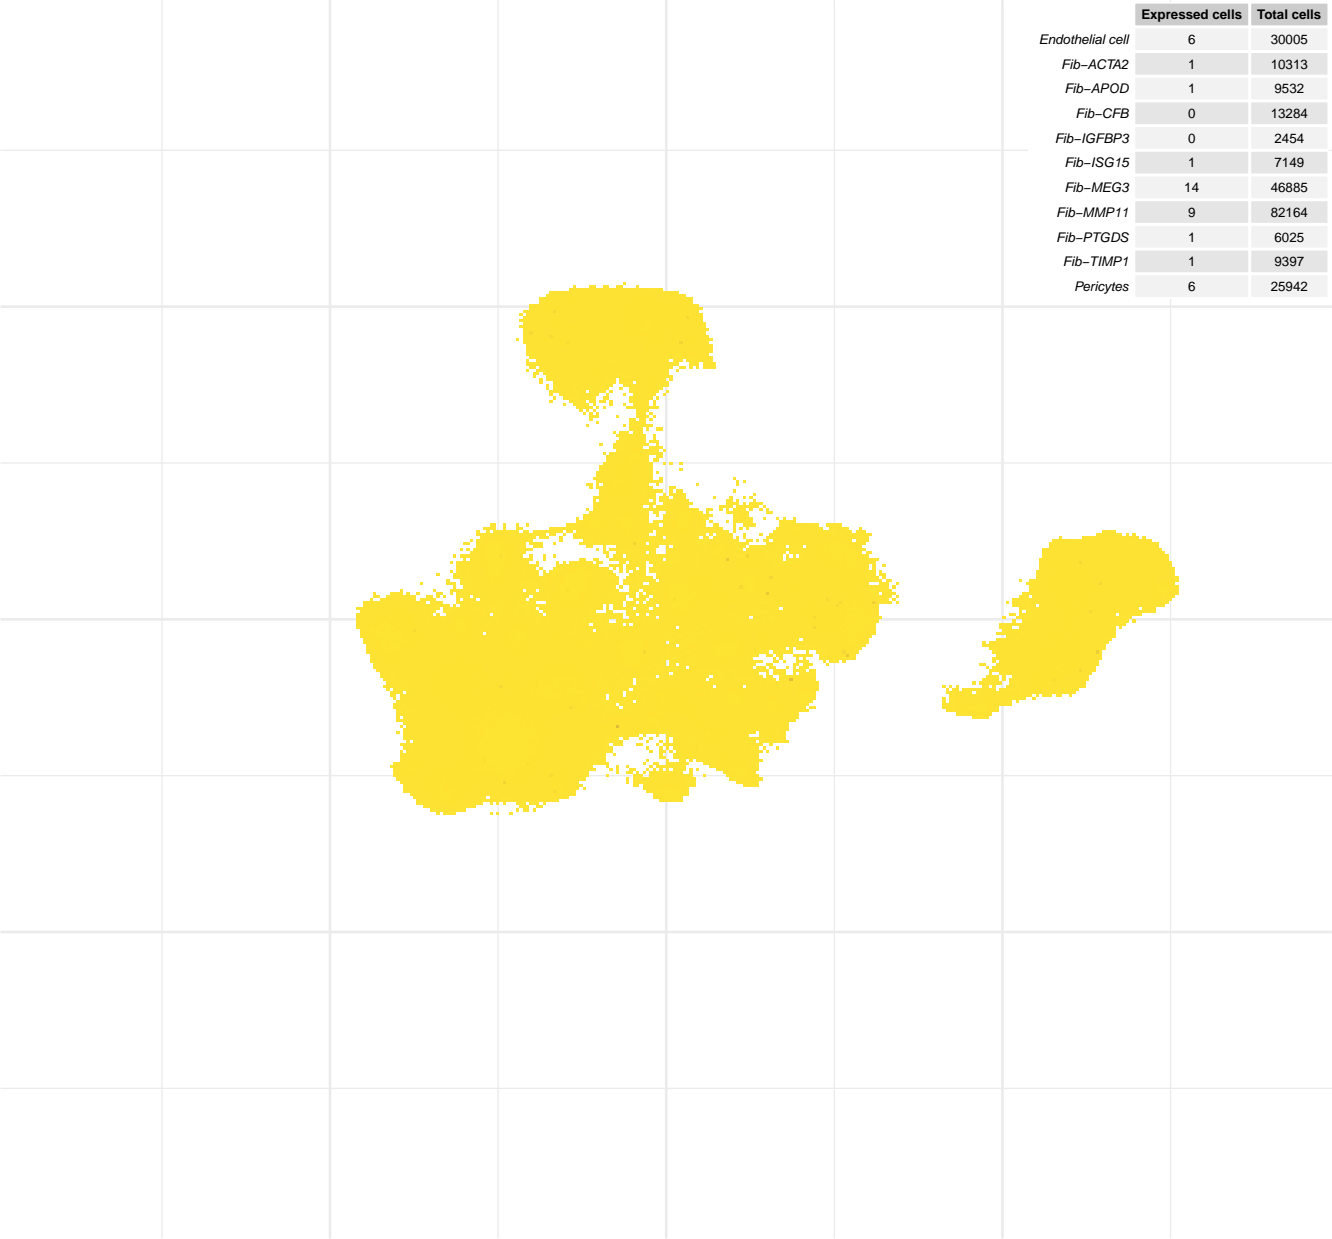 Expressed cells Total cells
Endothelial cell 6 30005
Fib−ACTA2 1 10313
Fib−APOD 1 9532
Fib−CFB 0 13284
Fib−IGFBP3 0 2454
Fib−ISG15 1 7149
Fib−MEG3 14 46885
Fib−MMP11 9 82164
Fib−PTGDS 1 6025
Fib−TIMP1 1 9397
Pericytes 6 25942